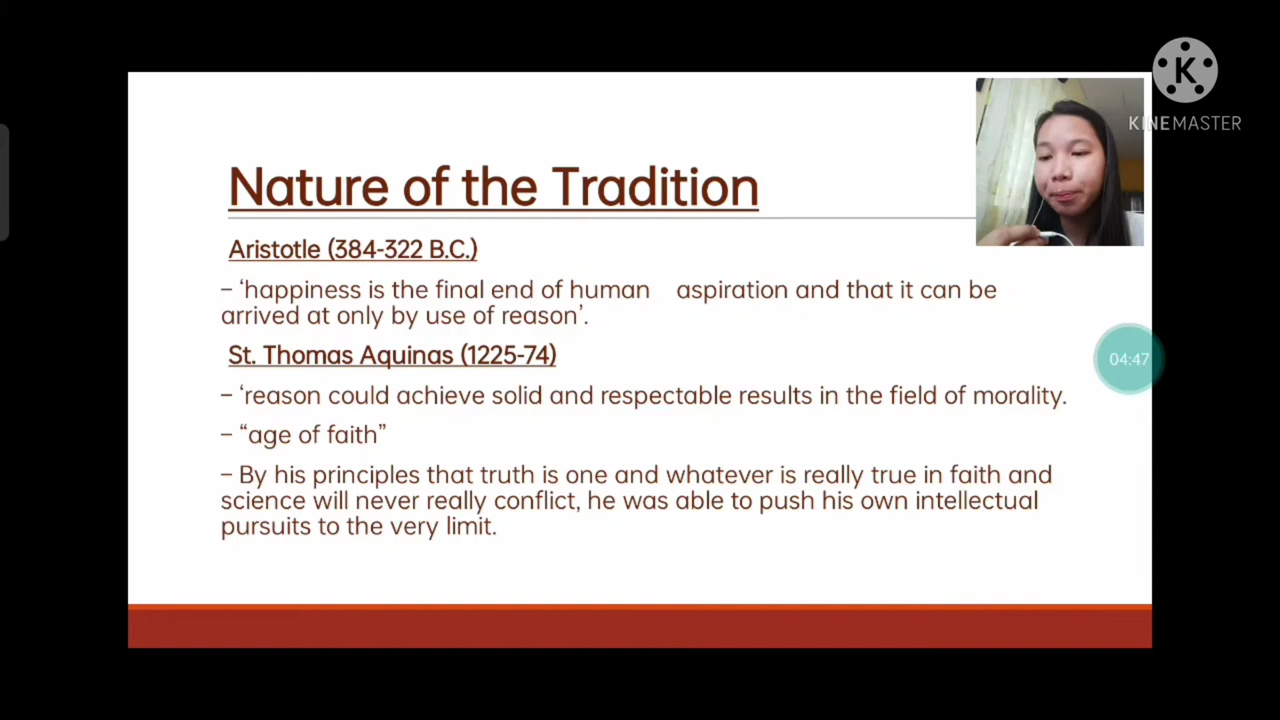 K
KINEMASTER
Nature of the Tradition
Aristotle (384-322 B.C.)
– ‘happiness is the final end of human aspiration and that it can be
arrived at only by use of reason’.
St. Thomas Aquinas (1225-74)
04:47
– ‘reason could achieve solid and respectable results in the field of morality.
– “age of faith”
– By his principles that truth is one and whatever is really true in faith and
science will never really conflict, he was able to push his own intellectual
pursuits to the very limit.